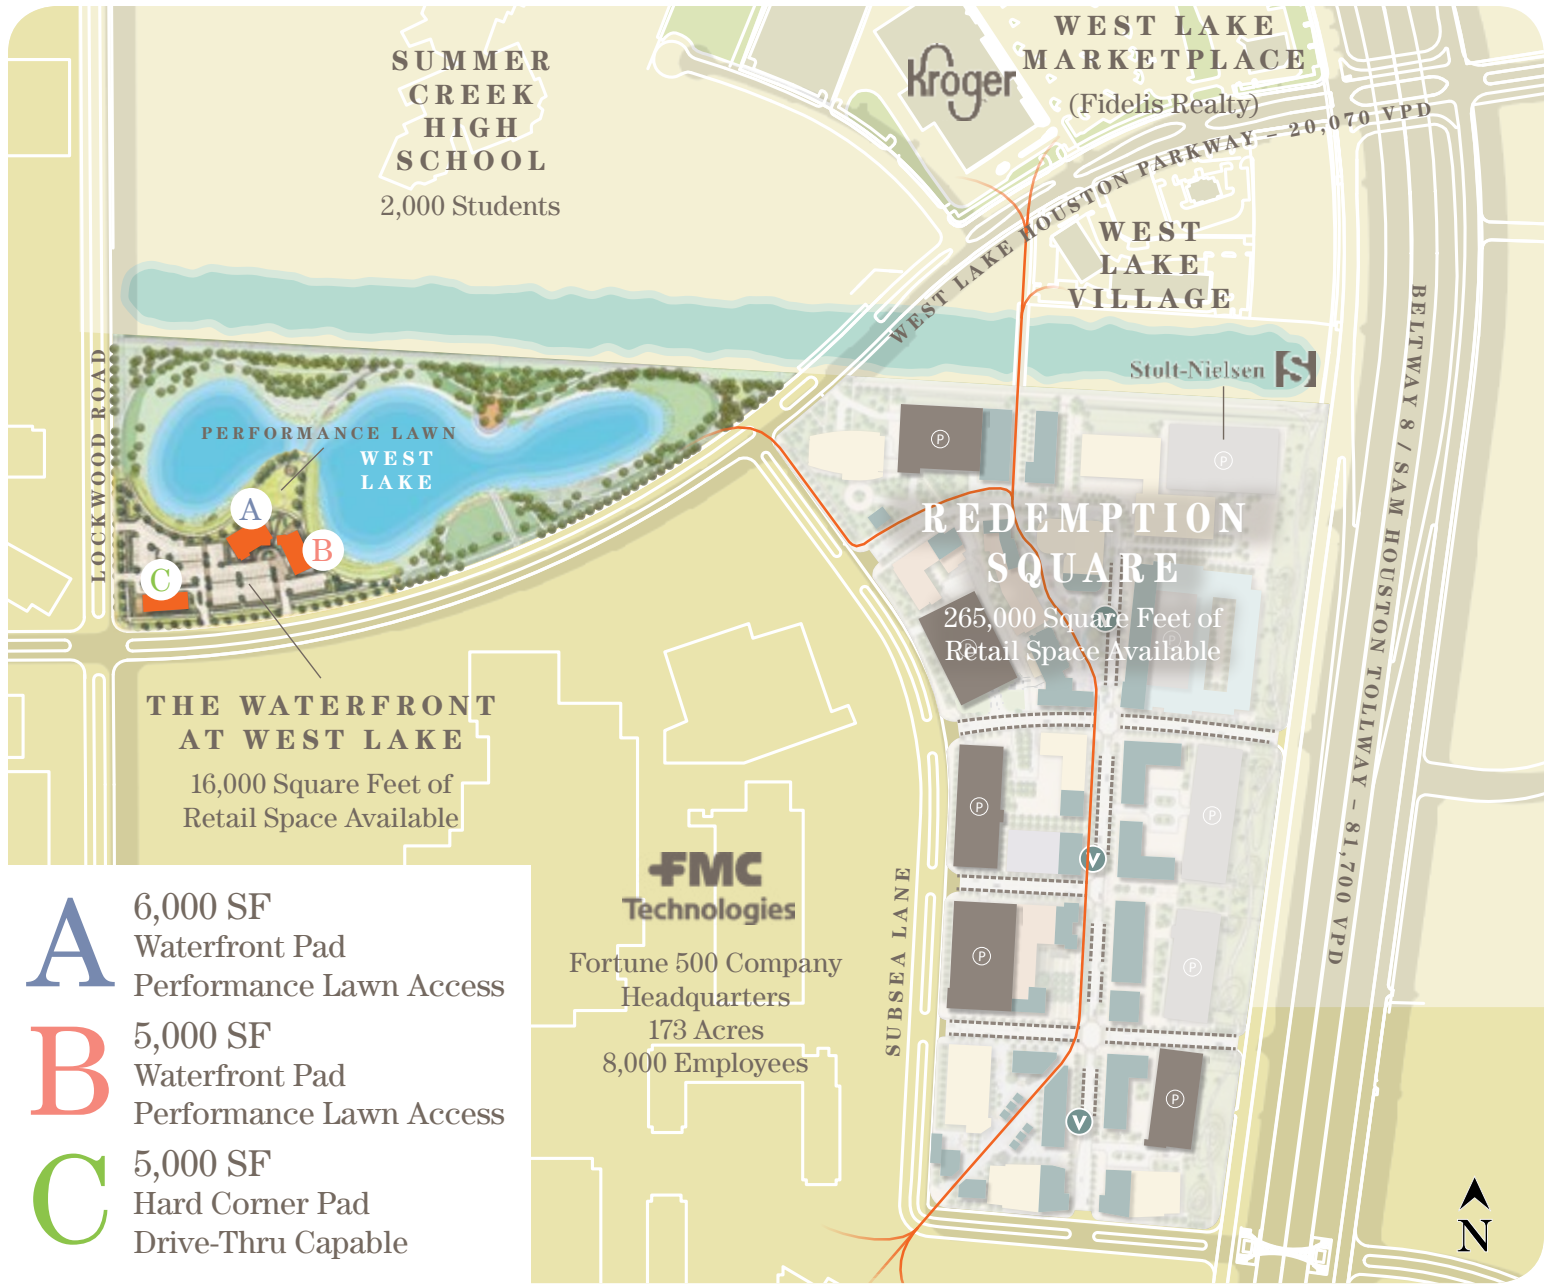 SUMMER
CREEK
HIGH
SCHOOL
2,000 Students
Kroger
WEST LAKE
MARKETPLACE
(Fidelis Realty)
WEST LAKE HOUSTON PARKWAY – 20,070 VPD
WEST
LAKE
VILLAGE
Stolt-Nielsen
BELTWAY 8 / SAM HOUSTON TOLLWAY – 81,700 VPD
LOCKWOOD ROAD
PERFORMANCE LAWN
WEST
LAKE
A
B
C
P
P
REDEMPTION
SQUARE
265,000 Square Feet of
Retail Space Available
V
P
P
THE WATERFRONT
AT WEST LAKE
16,000 Square Feet of
Retail Space Available
P
P
V
FMC
Technologies
Fortune 500 Company
Headquarters
173 Acres
8,000 Employees
SUBSEA LANE
P
P
P
V
A
6,000 SF
Waterfront Pad
Performance Lawn Access
B
5,000 SF
Waterfront Pad
Performance Lawn Access
C
5,000 SF
Hard Corner Pad
Drive-Thru Capable
N